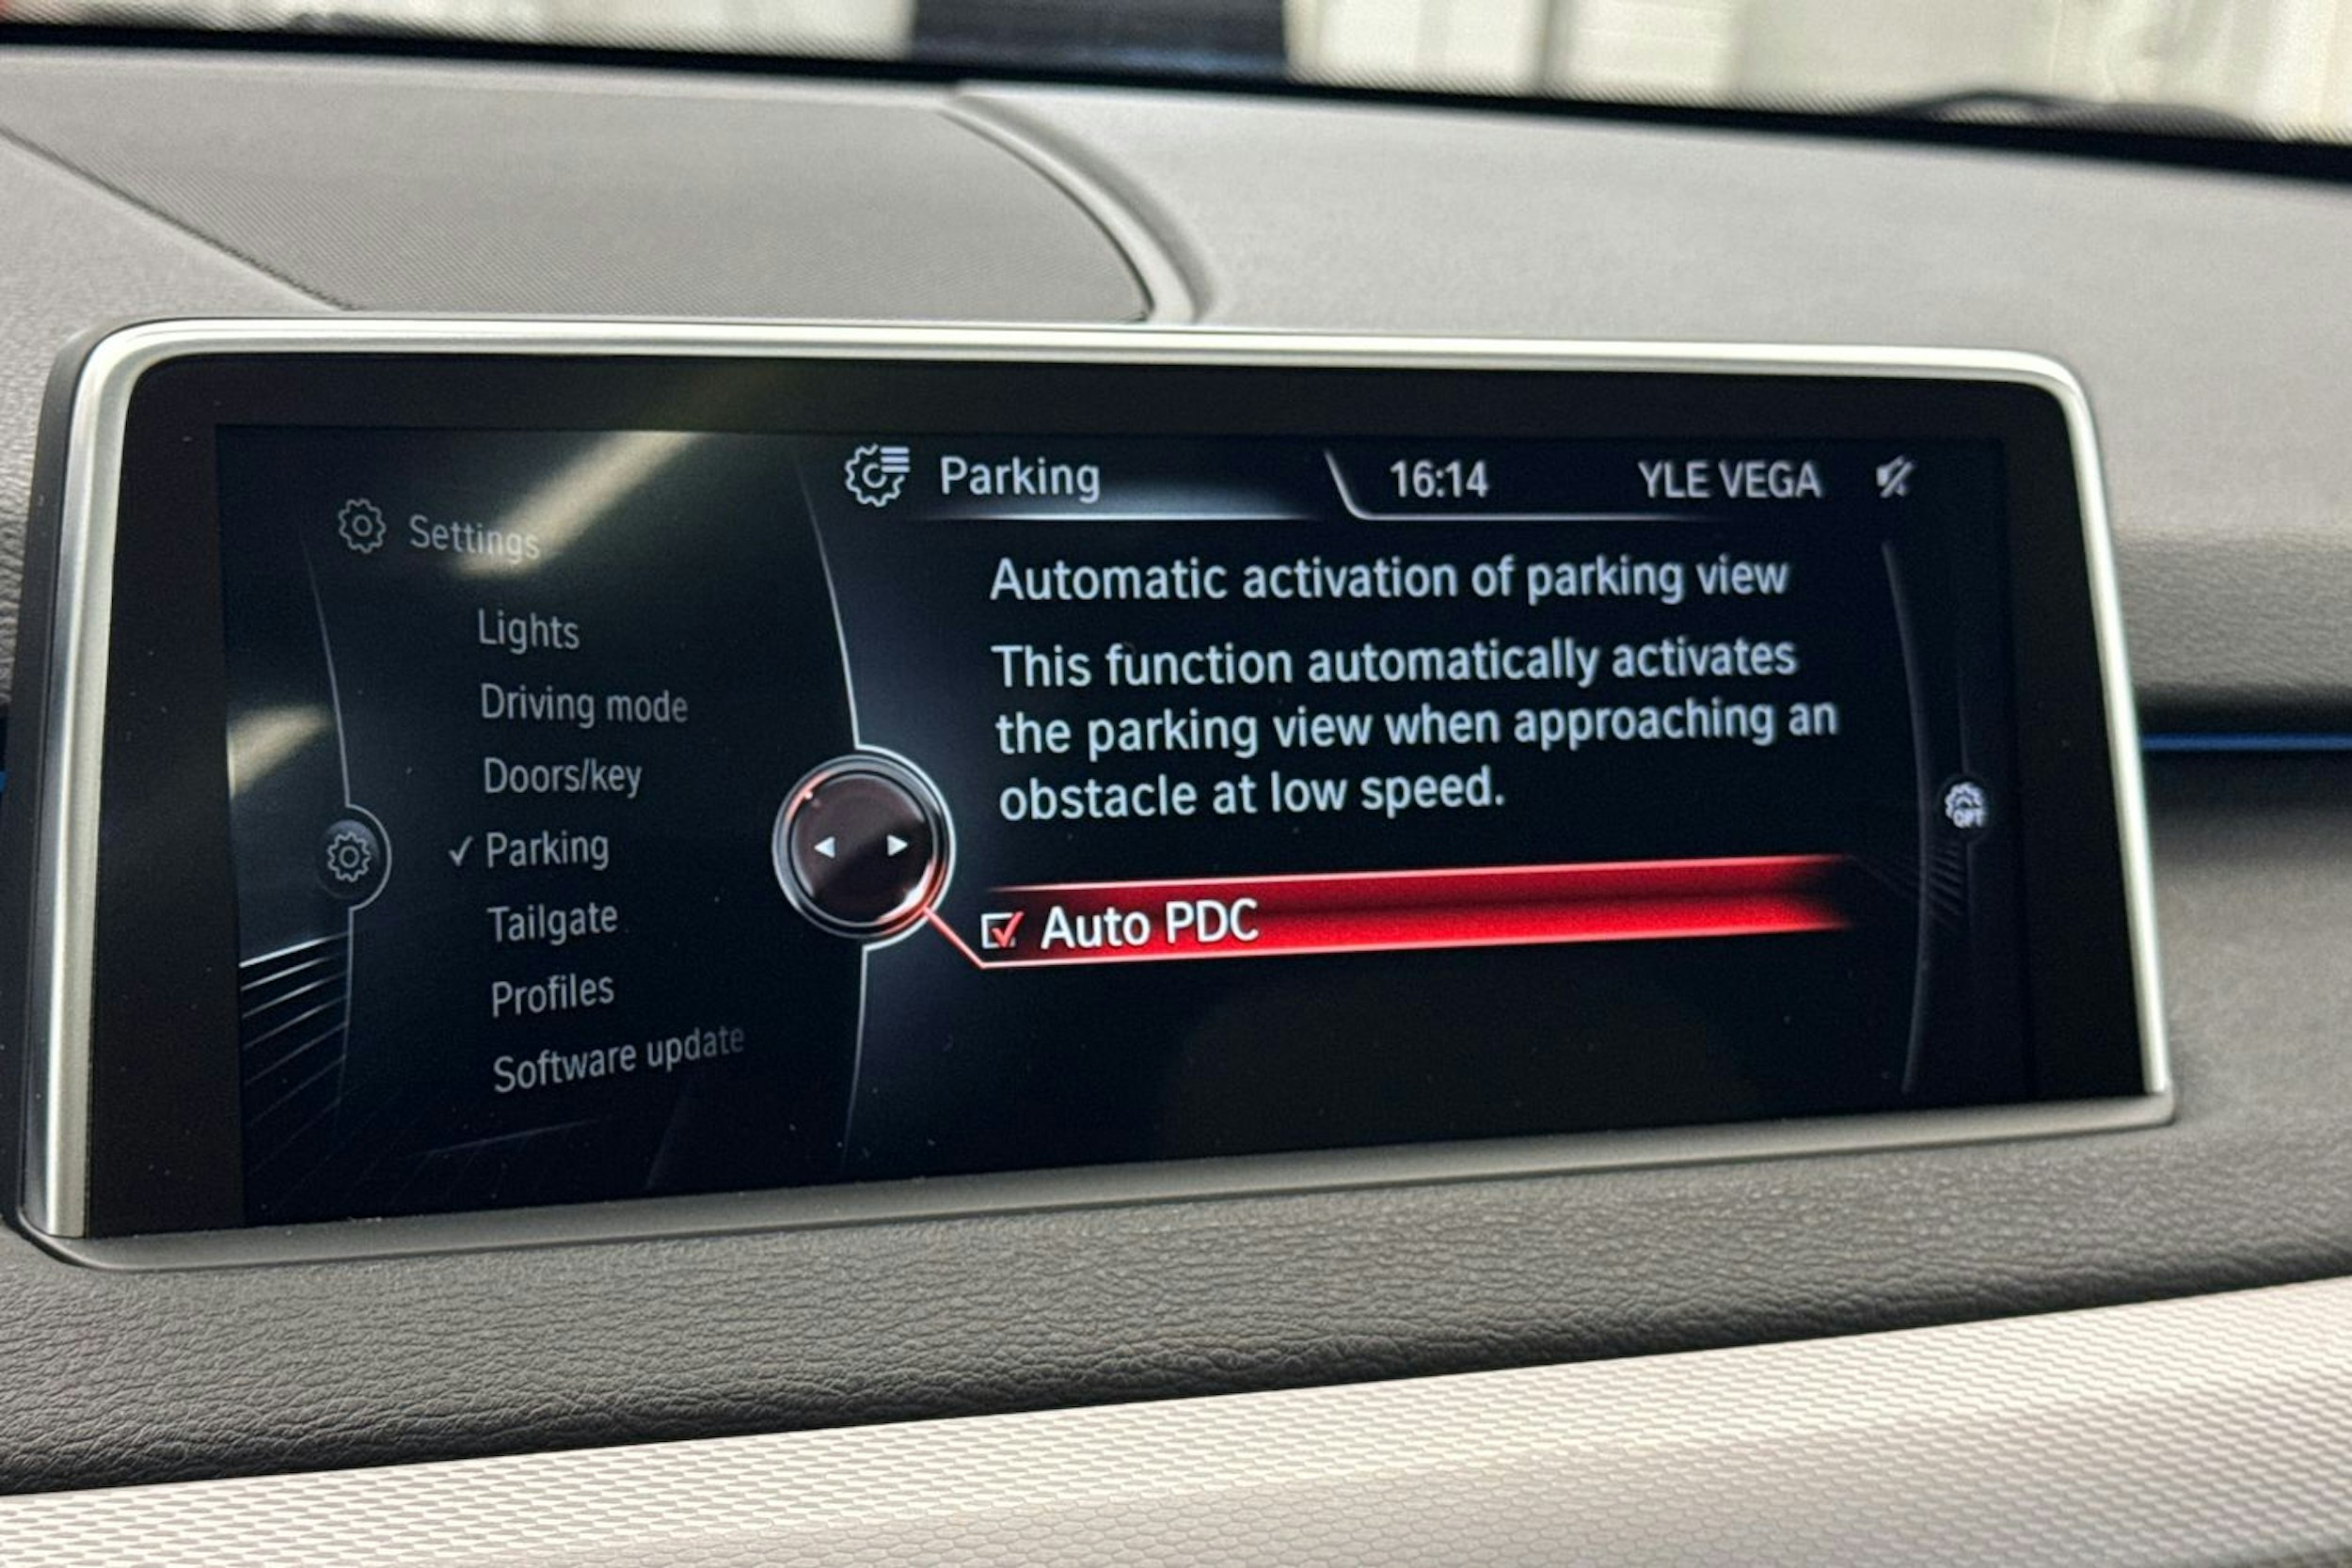 Parking
16:14
YLE VEGA
Settings
Lights
Driving mode
Doors/key
✓ Parking
Tailgate
Profiles
Software update
Automatic activation of parking view
This function automatically activates
the parking view when approaching an
obstacle at low speed.
Auto PDC
OPT